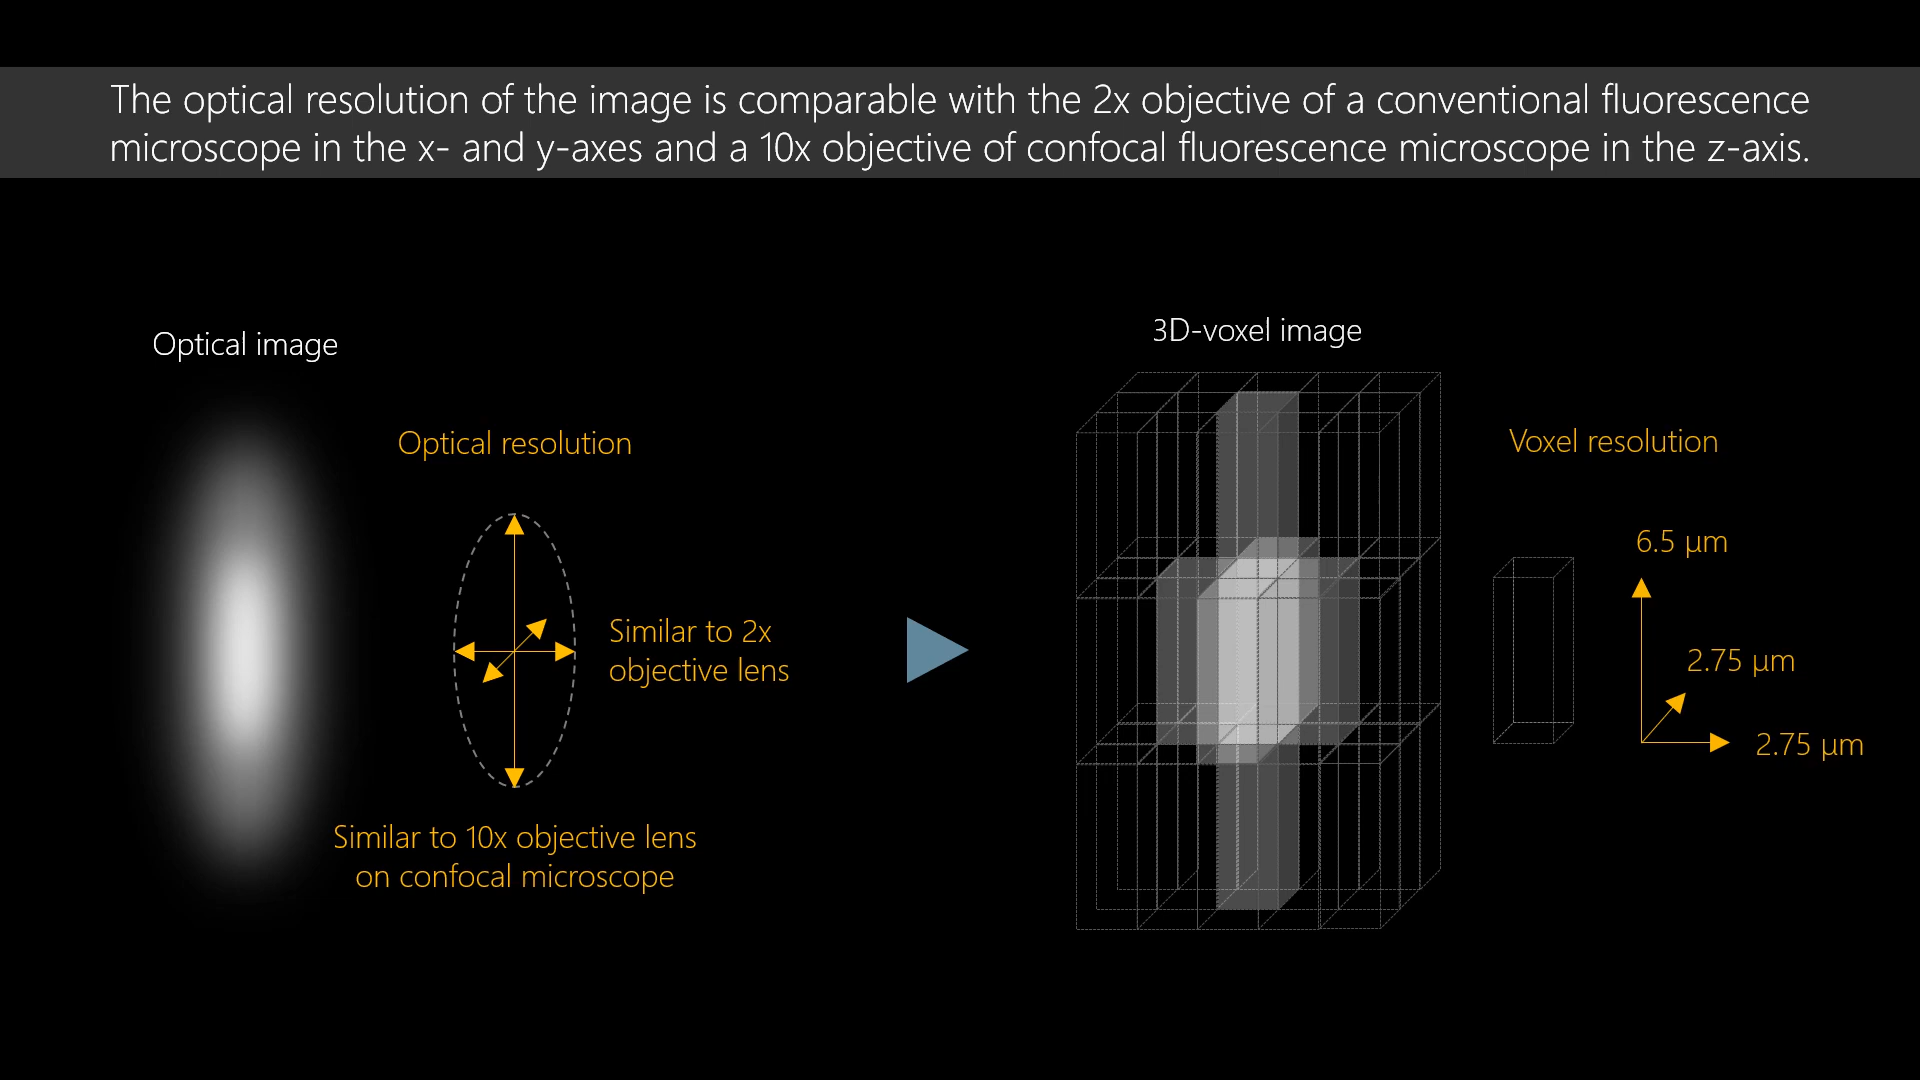 The optical resolution of the image is comparable with the 2x objective of a conventional fluorescence
microscope in the x- and y-axes and a 10x objective of confocal fluorescence microscope in the z-axis.
Optical image
Optical resolution
Similar to 2x
objective lens
Similar to 10x objective lens
on confocal microscope
3D-voxel image
Voxel resolution
6.5 µm
2.75 µm
2.75 µm